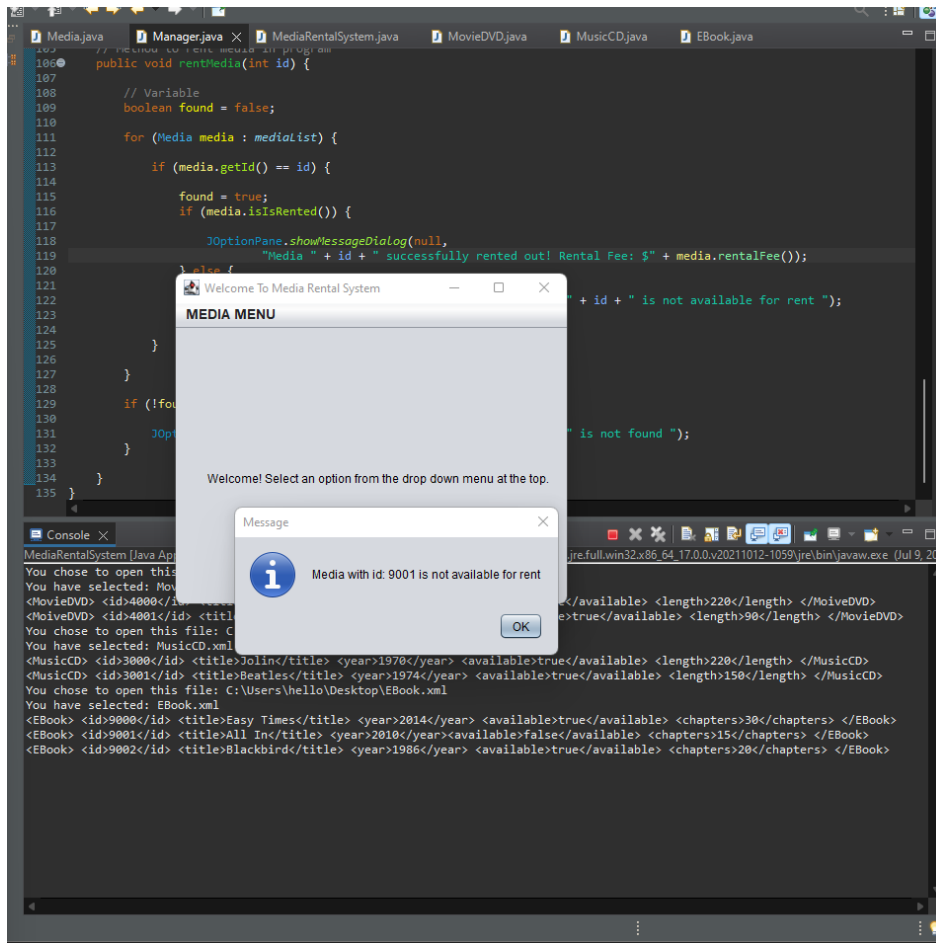 Media.java Manager.java MediaRentalSystem.java MovieDVD.java MusicCD.java EBook.java
105 // Method to rent media in program
106 public void rentMedia(int id) {
107
108 // Variable
109 boolean found = false;
110
111 for (Media media : mediaList) {
112
113 if (media.getId() == id) {
114
115 found = true;
116 if (media.isIsRented()) {
117
118 JOptionPane.showMessageDialog(null,
119 "Media " + id + " successfully rented out! Rental Fee: $" + media.rentalFee());
120 } else {
121
122 " + id + " is not available for rent ");
123
124
125 }
126
127 }
128
129 if (!fou
130
131 JOpt " is not found ");
132 }
133
134 }
135 }
Welcome To Media Rental System
MEDIA MENU
Welcome! Select an option from the drop down menu at the top.
Message
Media with id: 9001 is not available for rent
OK
Console
MediaRentalSystem [Java App .jre.full.win32.x86_64_17.0.0.v20211012-1059\jre\bin\javaw.exe (Jul 9, 20
You chose to open this
You have selected: Mov
<MovieDVD> <id>4000</i </available> <length>220</length> </MoiveDVD>
<MoiveDVD> <id>4001</id> <titl >true</available> <length>90</length> </MovieDVD>
You chose to open this file: C
You have selected: MusicCD.xml
<MusicCD> <id>3000</id> <title>Jolin</title> <year>1970</year> <available>true</available> <length>220</length> </MusicCD>
<MusicCD> <id>3001</id> <title>Beatles</title> <year>1974</year> <available>true</available> <length>150</length> </MusicCD>
You chose to open this file: C:\Users\hello\Desktop\EBook.xml
You have selected: EBook.xml
<EBook> <id>9000</id> <title>Easy Times</title> <year>2014</year> <available>true</available> <chapters>30</chapters> </EBook>
<EBook> <id>9001</id> <title>All In</title> <year>2010</year><available>false</available> <chapters>15</chapters> </EBook>
<EBook> <id>9002</id> <title>Blackbird</title> <year>1986</year> <available>true</available> <chapters>20</chapters> </EBook>